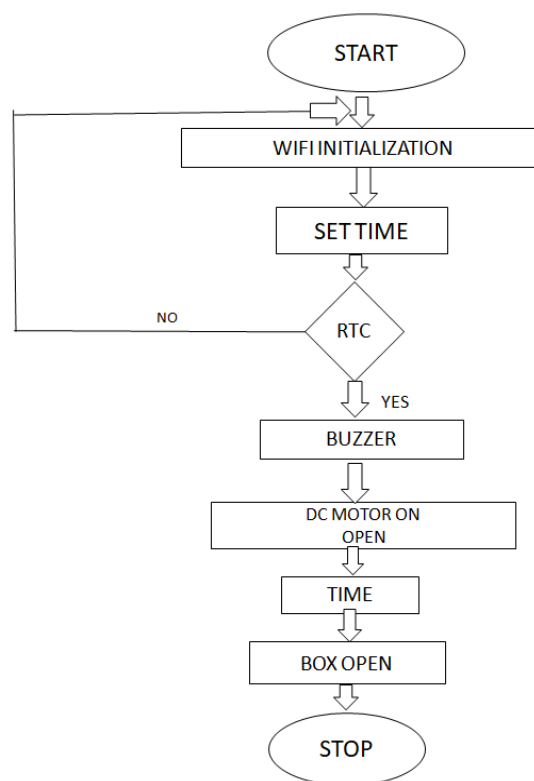 START
WIFI INITIALIZATION
SET TIME
RTC
NO
YES
BUZZER
DC MOTOR ON
OPEN
TIME
BOX OPEN
STOP